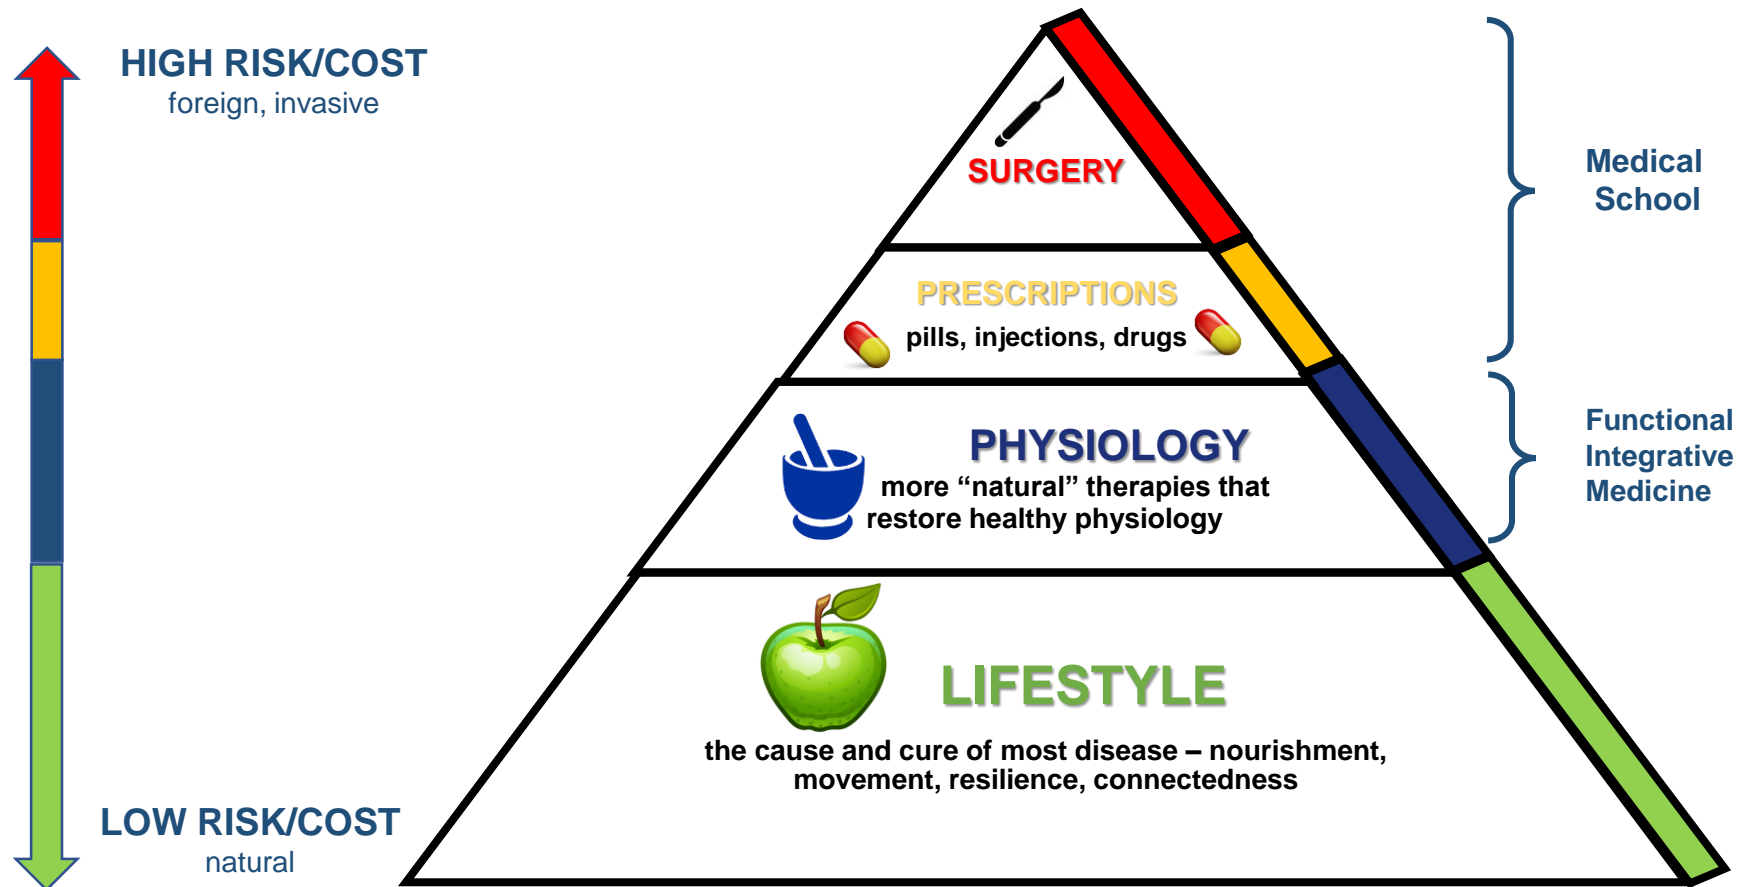 HIGH RISK/COST
foreign, invasive
SURGERY
Medical
School
PRESCRIPTIONS
pills, injections, drugs
PHYSIOLOGY
more “natural” therapies that
restore healthy physiology
Functional
Integrative
Medicine
LIFESTYLE
the cause and cure of most disease – nourishment,
movement, resilience, connectedness
LOW RISK/COST
natural